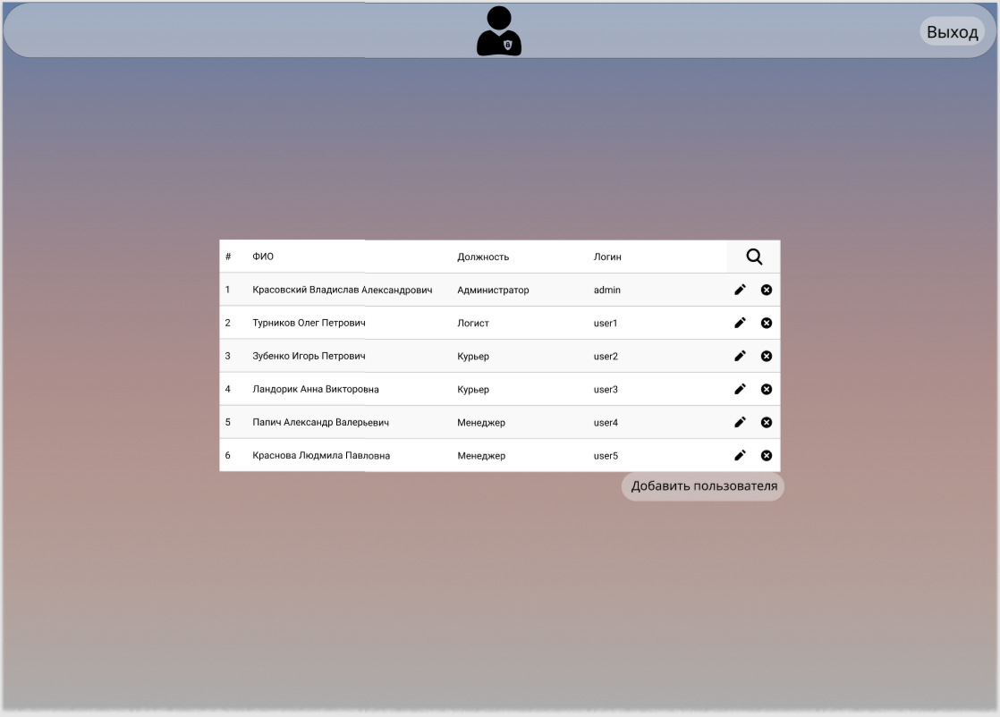 Выход
# ФИО Должность Логин
1 Красовский Владислав Александрович Администратор admin
2 Турников Олег Петрович Логист user1
3 Зубенко Игорь Петрович Курьер user2
4 Ландорик Анна Викторовна Курьер user3
5 Папич Александр Валерьевич Менеджер user4
6 Краснова Людмила Павловна Менеджер user5
Добавить пользователя